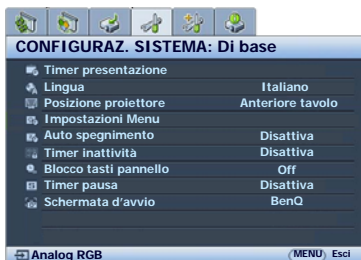 CONFIGURAZ. SISTEMA: Di base
Timer presentazione
Lingua Italiano
Posizione proiettore Anteriore tavolo
Impostazioni Menu
Auto spegnimento Disattiva
Timer inattività Disattiva
Blocco tasti pannello Off
Timer pausa Disattiva
Schermata d'avvio BenQ
Analog RGB MENU Esci